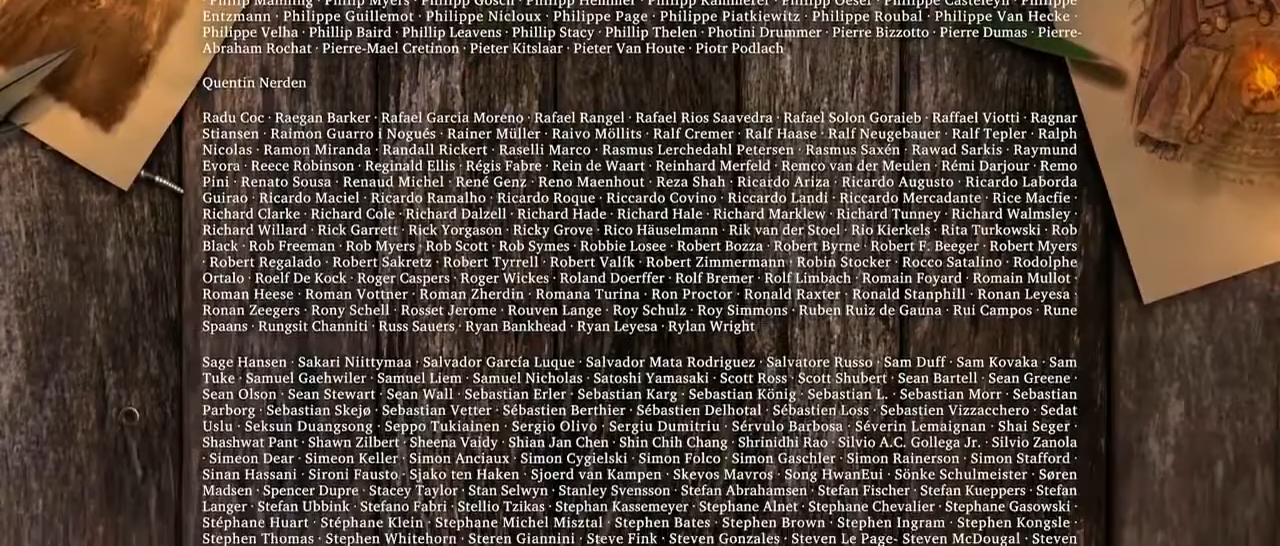 Philip Manning · Philip Myers · Philipp Gosch · Philipp Hemmer · Philipp Kammerer · Philipp Oeser · Philippe Casteleyn · Philippe
Entzmann · Philippe Guillemot · Philippe Nicloux · Philippe Page · Philippe Piatkiewitz · Philippe Roubal · Philippe Van Hecke ·
Philippe Velha · Phillip Baird · Phillip Leavens · Phillip Stacy · Phillip Thelen · Photini Drummer · Pierre Bizzotto · Pierre Dumas · Pierre-
Abraham Rochat · Pierre-Mael Cretinon · Pieter Kitslaar · Pieter Van Houte · Piotr Podlach
Quentin Nerden
Radu Coc · Raegan Barker · Rafael Garcia Moreno · Rafael Rangel · Rafael Rios Saavedra · Rafael Solon Goraieb · Raffael Viotti · Ragnar
Stiansen · Raimon Guarro i Nogués · Rainer Müller · Raivo Möllits · Ralf Cremer · Ralf Haase · Ralf Neugebauer · Ralf Tepler · Ralph
Nicolas · Ramon Miranda · Randall Rickert · Raselli Marco · Rasmus Lerchedahl Petersen · Rasmus Saxén · Rawad Sarkis · Raymund
Evora · Reece Robinson · Reginald Ellis · Régis Fabre · Rein de Waart · Reinhard Merfeld · Remco van der Meulen · Rémi Darjour · Remo
Pini · Renato Sousa · Renaud Michel · René Genz · Reno Maenhout · Reza Shah · Ricardo Ariza · Ricardo Augusto · Ricardo Laborda
Guirao · Ricardo Maciel · Ricardo Ramalho · Ricardo Roque · Riccardo Covino · Riccardo Landi · Riccardo Mercadante · Rice Macfie ·
Richard Clarke · Richard Cole · Richard Dalzell · Richard Hade · Richard Hale · Richard Marklew · Richard Tunney · Richard Walmsley ·
Richard Willard · Rick Garrett · Rick Yorgason · Ricky Grove · Rico Häuselmann · Rik van der Stoel · Rio Kierkels · Rita Turkowski · Rob
Black · Rob Freeman · Rob Myers · Rob Scott · Rob Symes · Robbie Losee · Robert Bozza · Robert Byrne · Robert F. Beeger · Robert Myers
· Robert Regalado · Robert Sakretz · Robert Tyrrell · Robert Valfík · Robert Zimmermann · Robin Stocker · Rocco Satalino · Rodolphe
Ortalo · Roelf De Kock · Roger Caspers · Roger Wickes · Roland Doerffer · Rolf Bremer · Rolf Limbach · Romain Foyard · Romain Mullot ·
Roman Heese · Roman Vottner · Roman Zherdin · Romana Turina · Ron Proctor · Ronald Raxter · Ronald Stanphill · Ronan Leyesa ·
Ronan Zeegers · Rony Schell · Rosset Jerome · Rouven Lange · Roy Schulz · Roy Simmons · Ruben Ruiz de Gauna · Rui Campos · Rune
Spaans · Rungsit Channiti · Russ Sauers · Ryan Bankhead · Ryan Leyesa · Rylan Wright
Sage Hansen · Sakari Niittymaa · Salvador García Luque · Salvador Mata Rodriguez · Salvatore Russo · Sam Duff · Sam Kovaka · Sam
Tuke · Samuel Gaehwiler · Samuel Liem · Samuel Nicholas · Satoshi Yamasaki · Scott Ross · Scott Shubert · Sean Bartell · Sean Greene ·
Sean Olson · Sean Stewart · Sean Wall · Sebastian Erler · Sebastian Karg · Sebastian König · Sebastian L. · Sebastian Morr · Sebastian
Parborg · Sebastian Skejø · Sebastian Vetter · Sébastien Berthier · Sébastien Delhotal · Sébastien Loss · Sebastien Vizzacchero · Sedat
Uslu · Seksun Duangsong · Seppo Tukiainen · Sergio Olivo · Sergiu Dumitriu · Sérvulo Barbosa · Séverin Lemaignan · Shai Seger ·
Shashwat Pant · Shawn Zilbert · Sheena Vaidy · Shian Jan Chen · Shin Chih Chang · Shrinidhi Rao · Silvio A.C. Gollega Jr. · Silvio Zanola
· Simeon Dear · Simeon Keller · Simon Anciaux · Simon Cygielski · Simon Folco · Simon Gaschler · Simon Rainerson · Simon Stafford ·
Sinan Hassani · Sironi Fausto · Sjako ten Haken · Sjoerd van Kampen · Skevos Mavros · Song HwanEui · Sönke Schulmeister · Søren
Madsen · Spencer Dupre · Stacey Taylor · Stan Selwyn · Stanley Svensson · Stefan Abrahamsen · Stefan Fischer · Stefan Kueppers · Stefan
Langer · Stefan Ubbink · Stefano Fabri · Stellio Tzikas · Stephan Kassemeyer · Stephane Alnet · Stephane Chevalier · Stephane Gasowski ·
Stéphane Huart · Stéphane Klein · Stephane Michel Misztal · Stephen Bates · Stephen Brown · Stephen Ingram · Stephen Kongsle ·
Stephen Thomas · Stephen Whitehorn · Steren Giannini · Steve Fink · Steven Gonzales · Steven Le Page- Steven McDougal · Steven